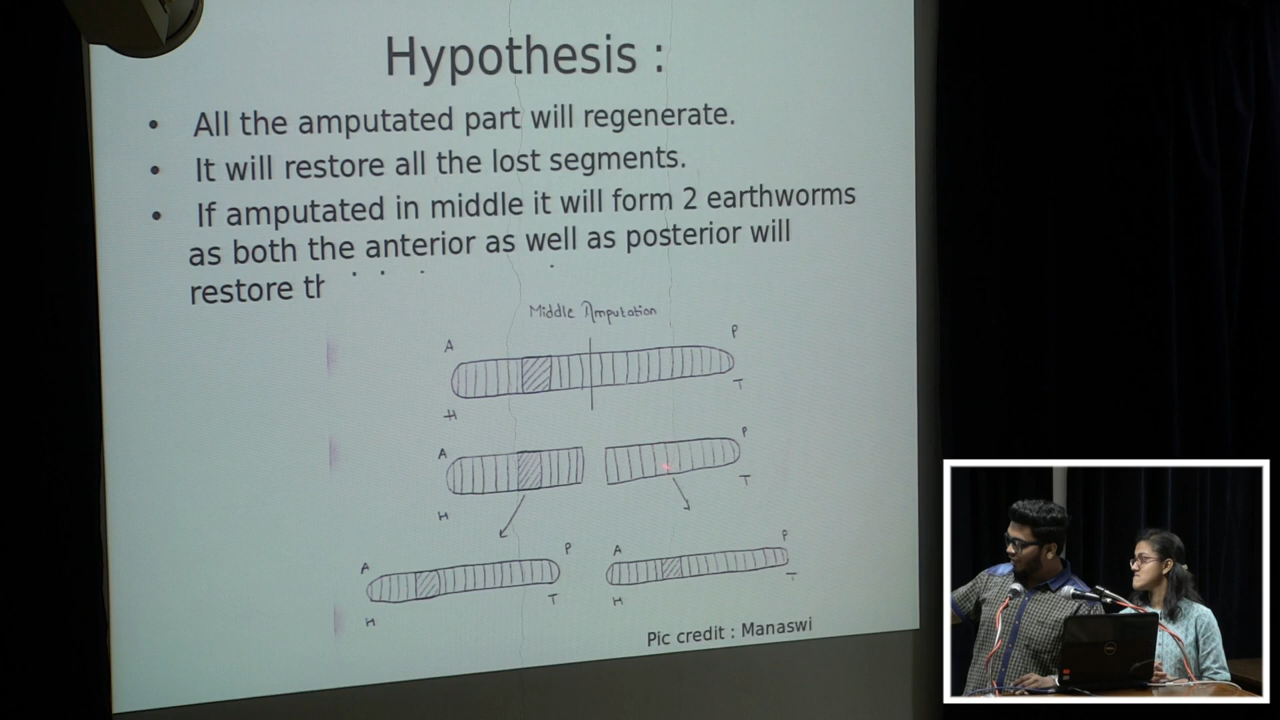 Hypothesis :
• All the amputated part will regenerate.
• It will restore all the lost segments.
• If amputated in middle it will form 2 earthworms
as both the anterior as well as posterior will
restore
Middle Amputation
A P
H T
A P
H T
A P A P
H T H T
Pic credit : Manaswi
DELL